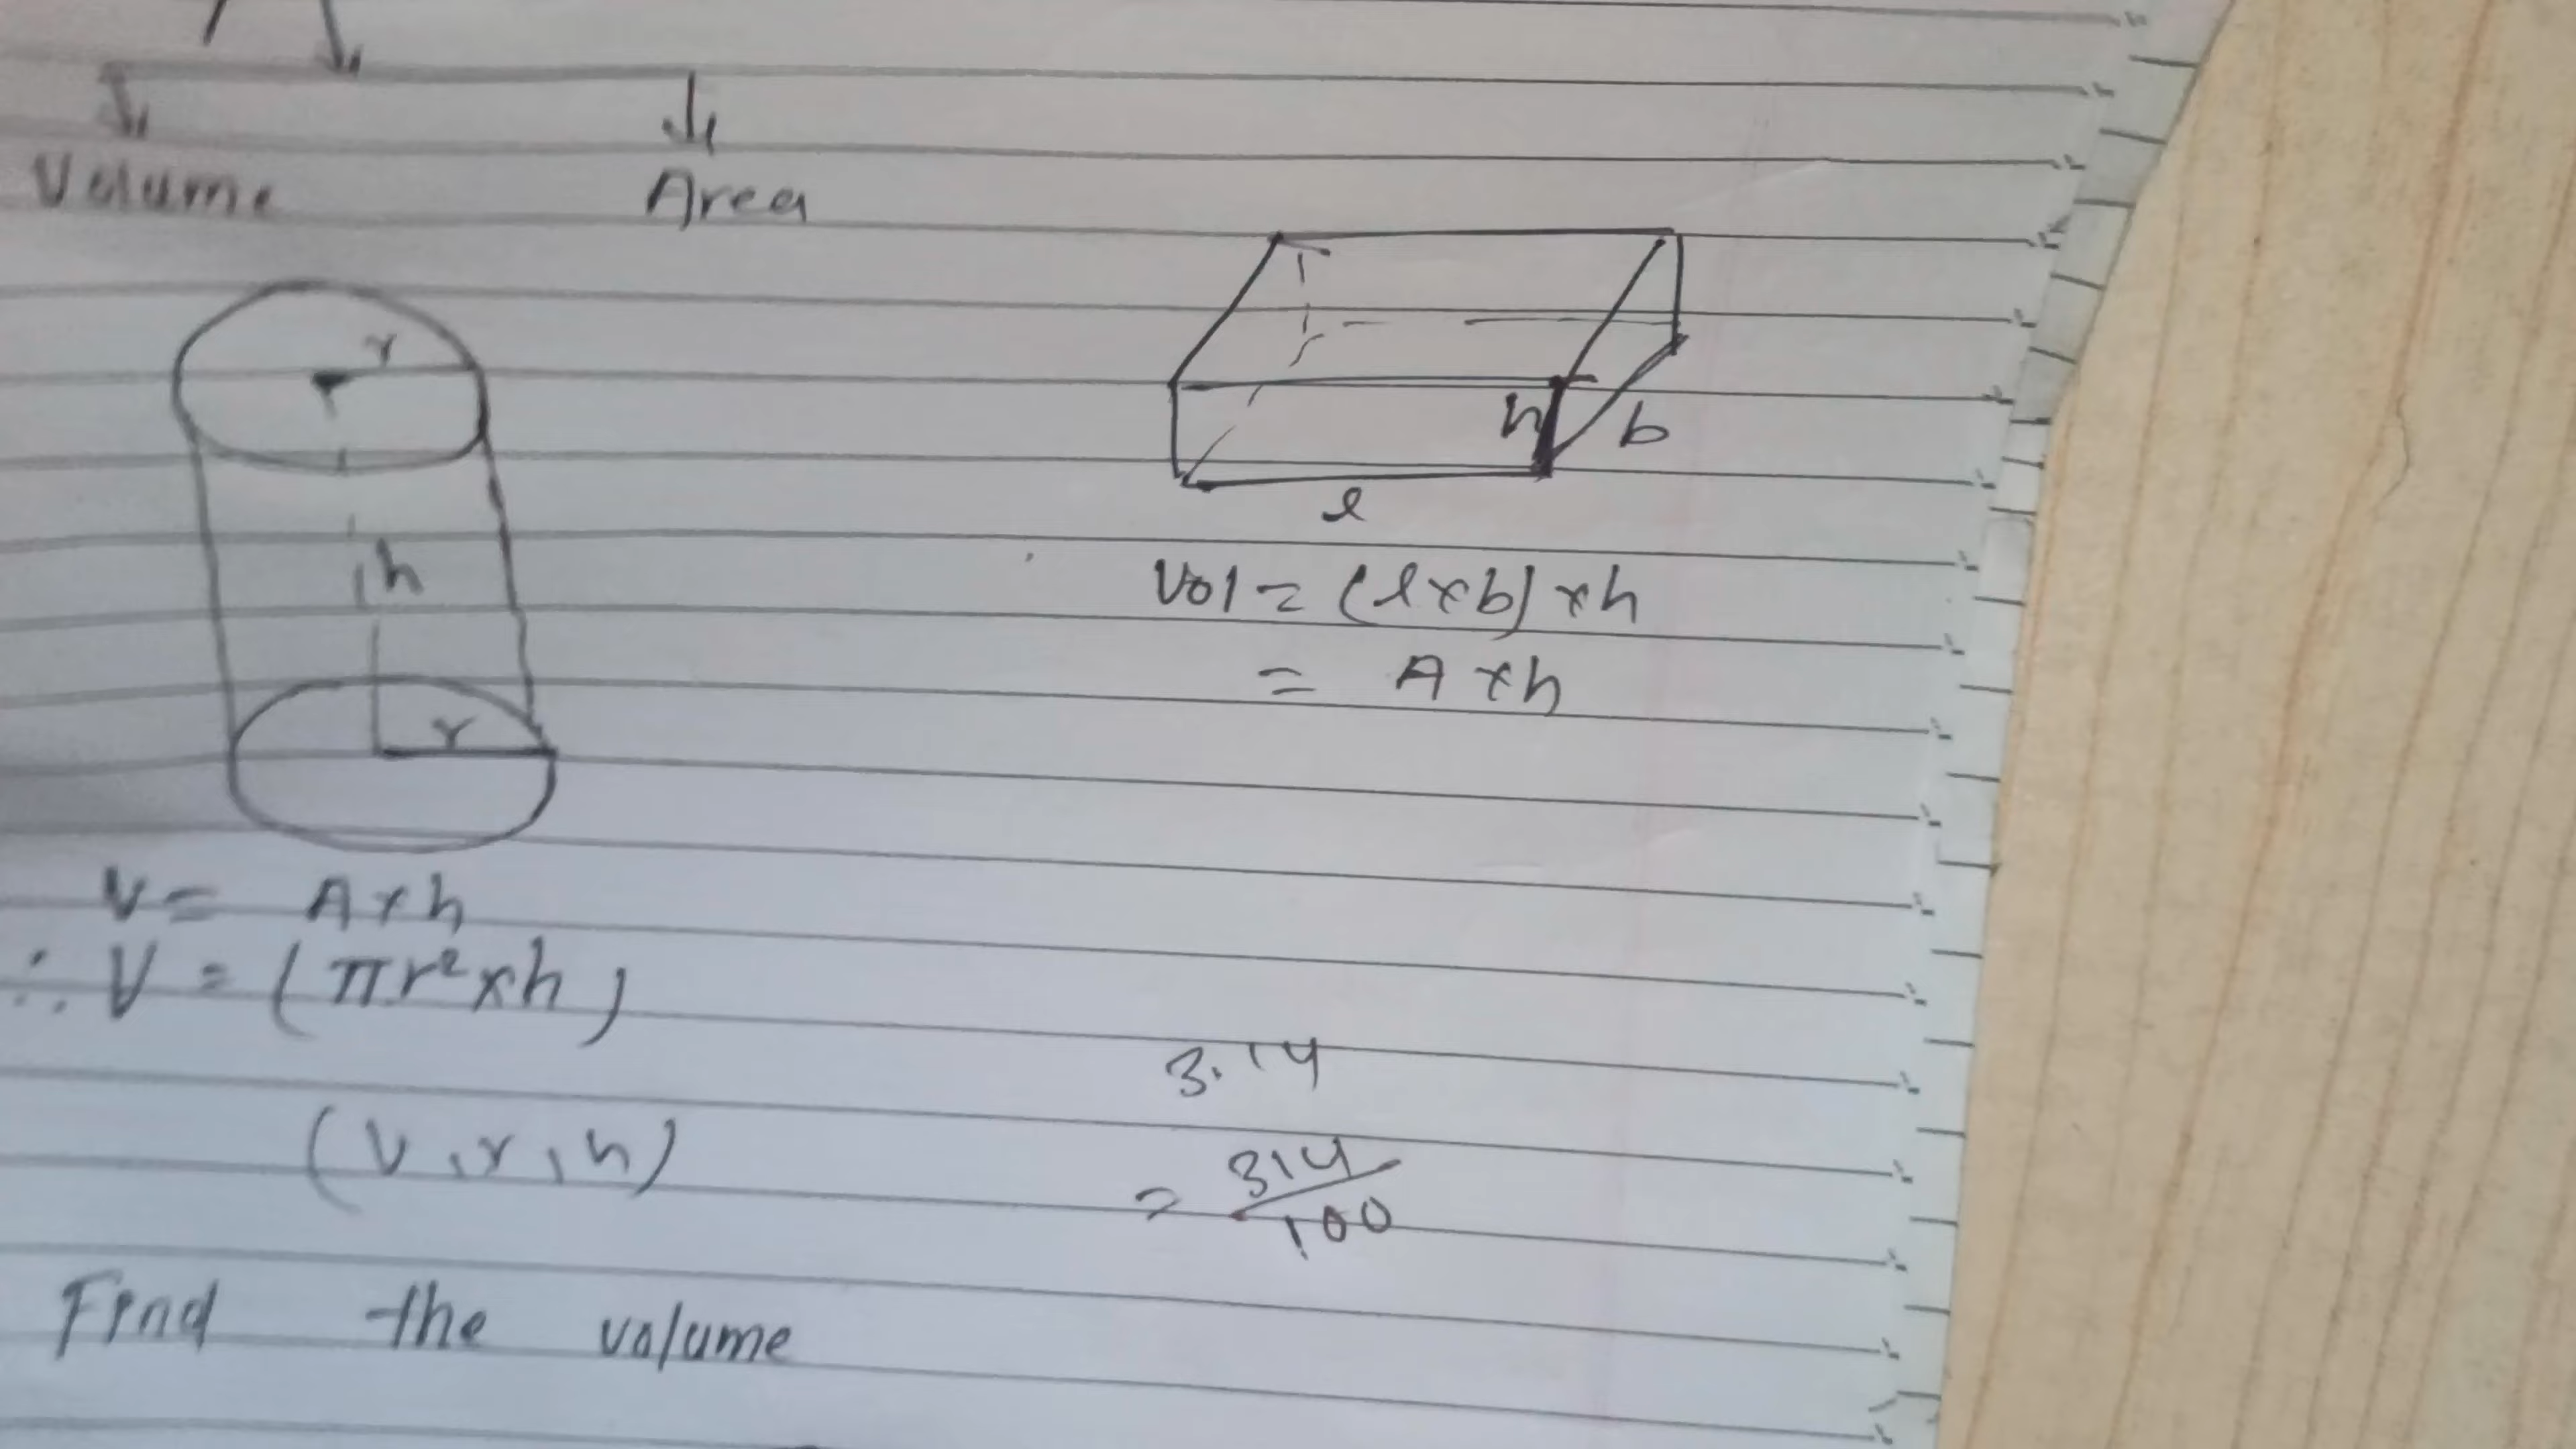 Volume Area
r
h
r
V = A x h
∴ V = (πr² x h)
(V, r, h)
Find the volume
h b
l
Vol = (l x b) x h
= A x h
3.14
= 314/100